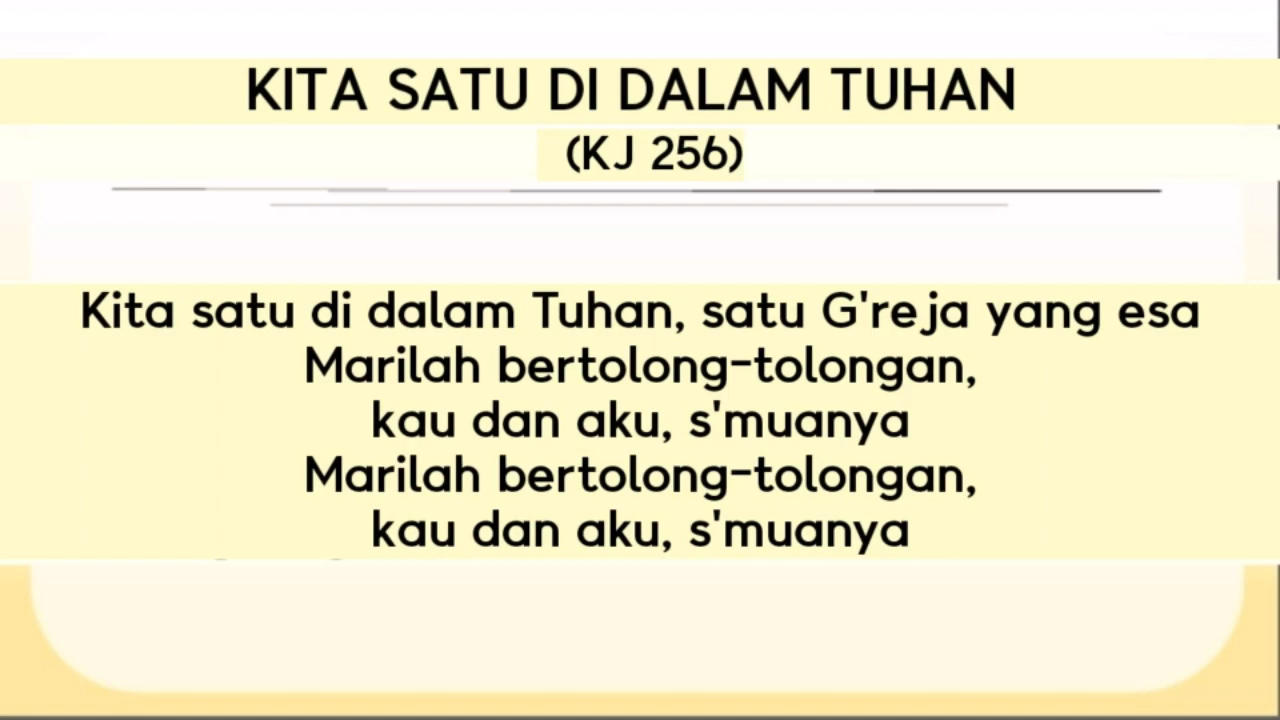 KITA SATU DI DALAM TUHAN
(KJ 256)
Kita satu di dalam Tuhan, satu G'reja yang esa
Marilah bertolong-tolongan,
kau dan aku, s'muanya
Marilah bertolong-tolongan,
kau dan aku, s'muanya